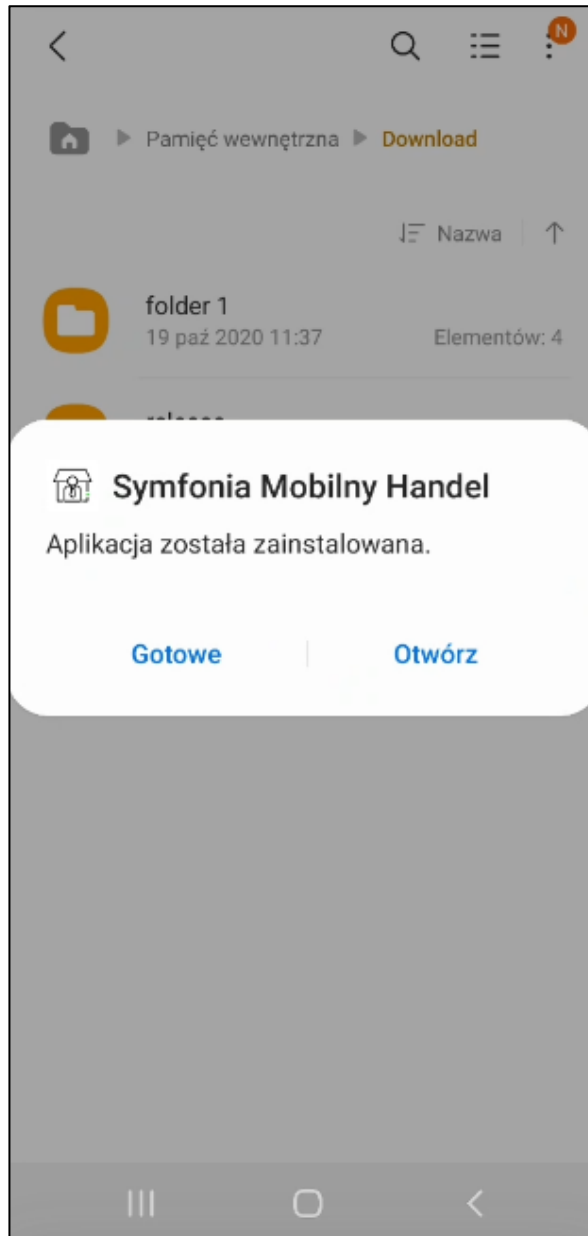 N
Pamięć wewnętrzna Download
Nazwa
folder 1
19 paź 2020 11:37 Elementów: 4
Symfonia Mobilny Handel
Aplikacja została zainstalowana.
Gotowe Otwórz